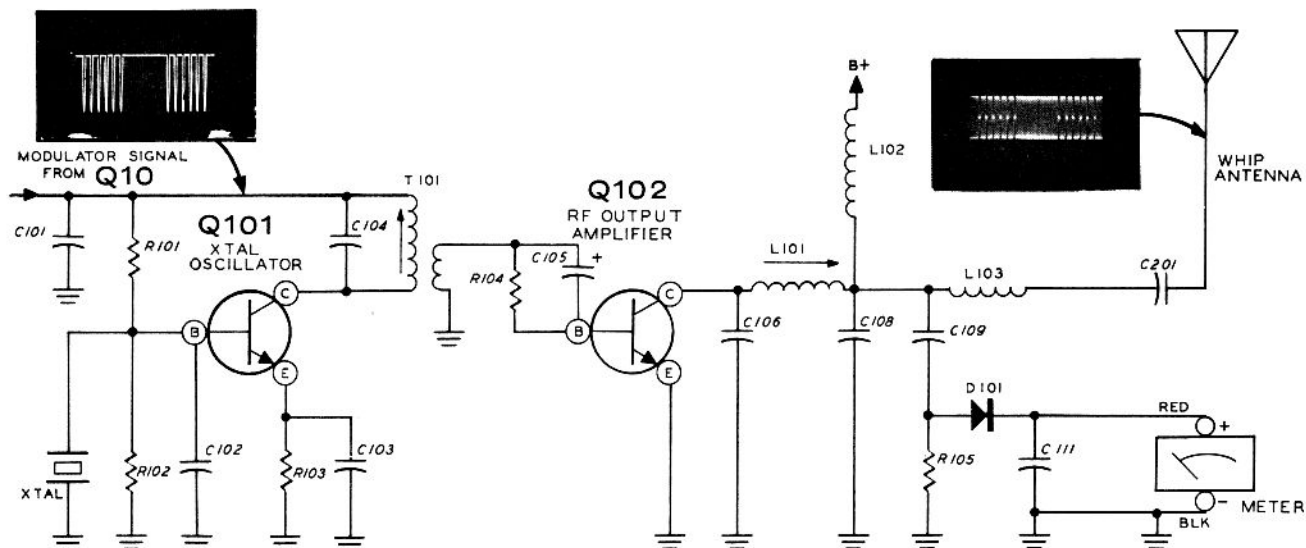 MODULATOR SIGNAL
FROM Q10
C101
R101
Q101
XTAL
OSCILLATOR
C104
T101
B
C
E
XTAL
R102
C102
R103
C103
R104
C105
+
Q102
RF OUTPUT
AMPLIFIER
B
C
E
C106
L101
B+
L102
C108
L103
C109
C201
WHIP
ANTENNA
D101
R105
C111
RED
+
-
BLK
METER